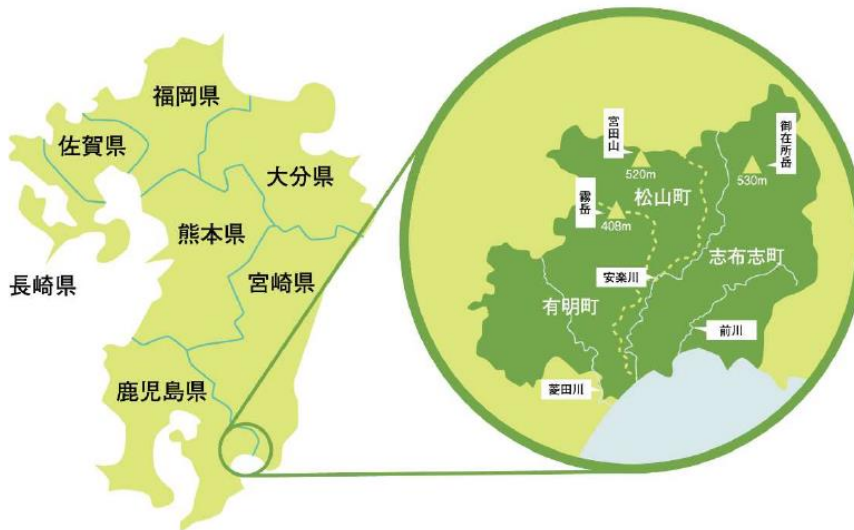 福岡県
佐賀県
大分県
熊本県
長崎県
宮崎県
鹿児島県
宮田山
520m
御在所岳
530m
松山町
霧岳
408m
志布志町
安楽川
有明町
前川
菱田川